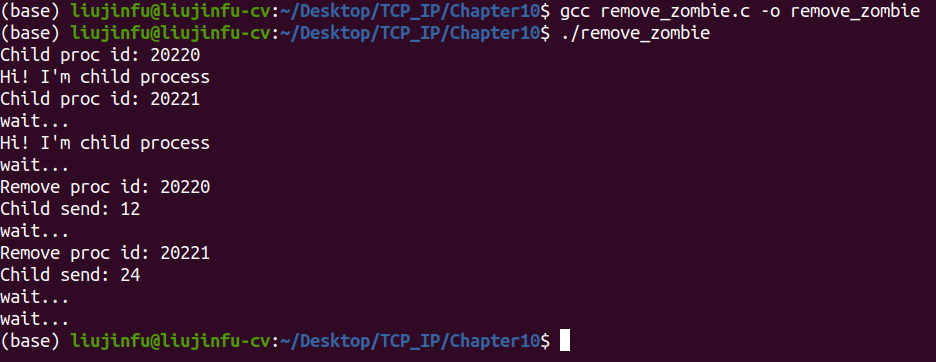 (base) liujinfu@liujinfu-cv:~/Desktop/TCP_IP/Chapter10$ gcc remove_zombie.c -o remove_zombie
(base) liujinfu@liujinfu-cv:~/Desktop/TCP_IP/Chapter10$ ./remove_zombie
Child proc id: 20220
Hi! I'm child process
Child proc id: 20221
wait...
Hi! I'm child process
wait...
Remove proc id: 20220
Child send: 12
wait...
Remove proc id: 20221
Child send: 24
wait...
wait...
(base) liujinfu@liujinfu-cv:~/Desktop/TCP_IP/Chapter10$